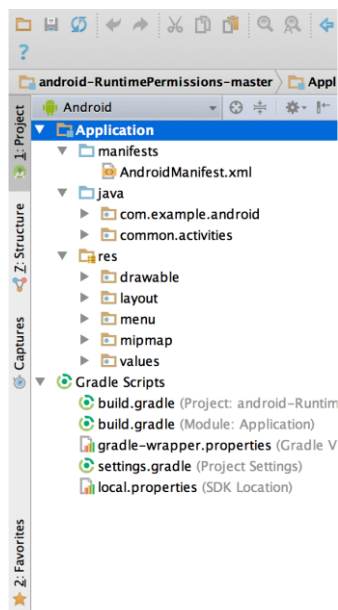 ?
android-RuntimePermissions-master
Appl
Android
Application
manifests
AndroidManifest.xml
java
com.example.android
common.activities
res
drawable
layout
menu
mipmap
values
Gradle Scripts
build.gradle (Project: android-Runtim
build.gradle (Module: Application)
gradle-wrapper.properties (Gradle V
settings.gradle (Project Settings)
local.properties (SDK Location)
1: Project
Z: Structure
Captures
2: Favorites